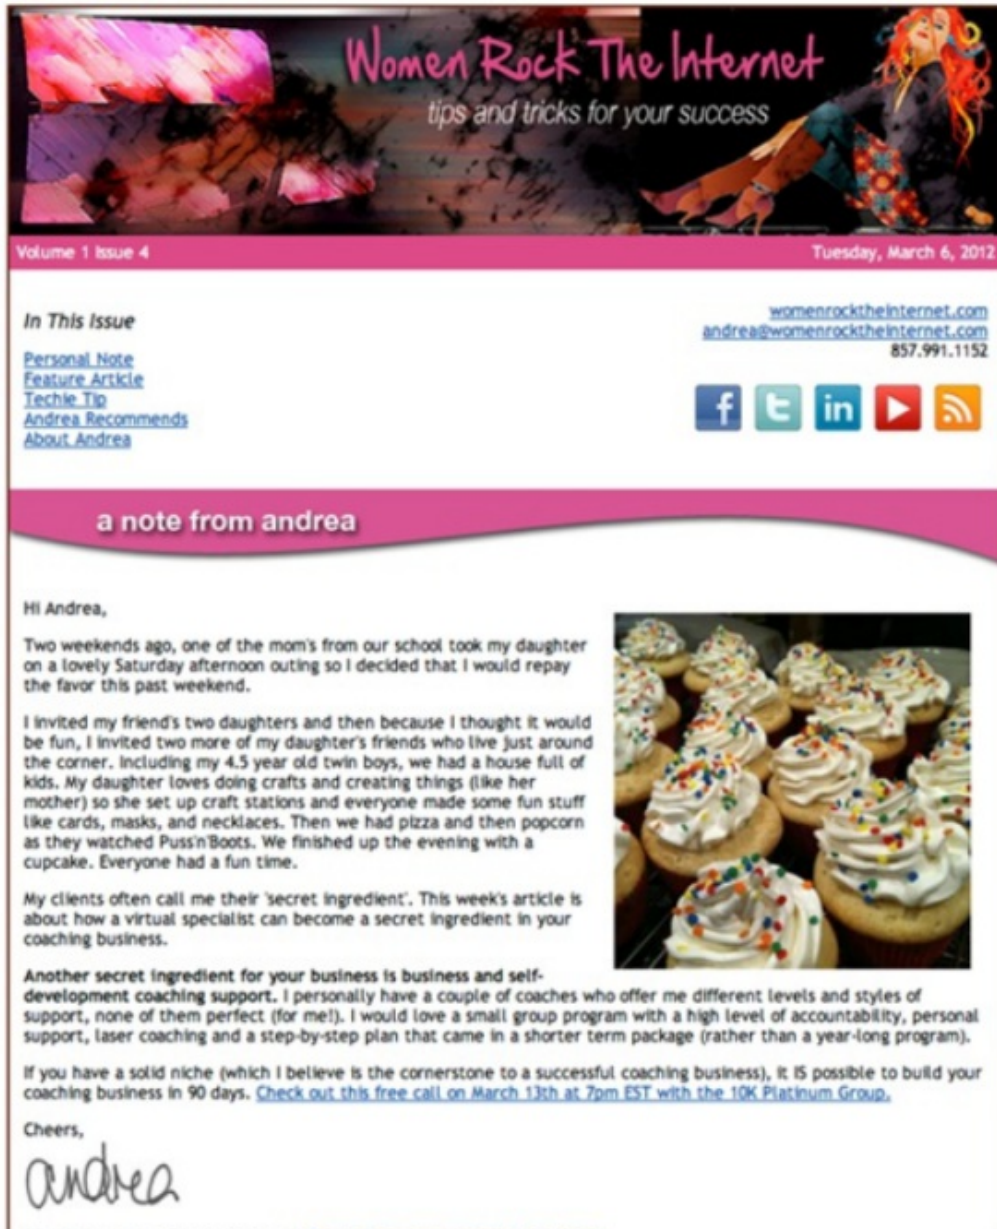 Women Rock The Internet
tips and tricks for your success
Volume 1 Issue 4
Tuesday, March 6, 2012
In This Issue
Personal Note
Feature Article
Techie Tip
Andrea Recommends
About Andrea
womenrocktheinternet.com
andrea@womenrocktheinternet.com
857.991.1152
a note from andrea
Hi Andrea,
Two weekends ago, one of the mom's from our school took my daughter
on a lovely Saturday afternoon outing so I decided that I would repay
the favor this past weekend.
I invited my friend's two daughters and then because I thought it would
be fun, I invited two more of my daughter's friends who live just around
the corner. Including my 4.5 year old twin boys, we had a house full of
kids. My daughter loves doing crafts and creating things (like her
mother) so she set up craft stations and everyone made some fun stuff
like cards, masks, and necklaces. Then we had pizza and then popcorn
as they watched Puss'n'Boots. We finished up the evening with a
cupcake. Everyone had a fun time.
My clients often call me their 'secret ingredient'. This week's article is
about how a virtual specialist can become a secret ingredient in your
coaching business.
Another secret ingredient for your business is business and self-
development coaching support. I personally have a couple of coaches who offer me different levels and styles of
support, none of them perfect (for me!). I would love a small group program with a high level of accountability, personal
support, laser coaching and a step-by-step plan that came in a shorter term package (rather than a year-long program).
If you have a solid niche (which I believe is the cornerstone to a successful coaching business), it IS possible to build your
coaching business in 90 days. Check out this free call on March 13th at 7pm EST with the 10K Platinum Group.
Cheers,
andrea